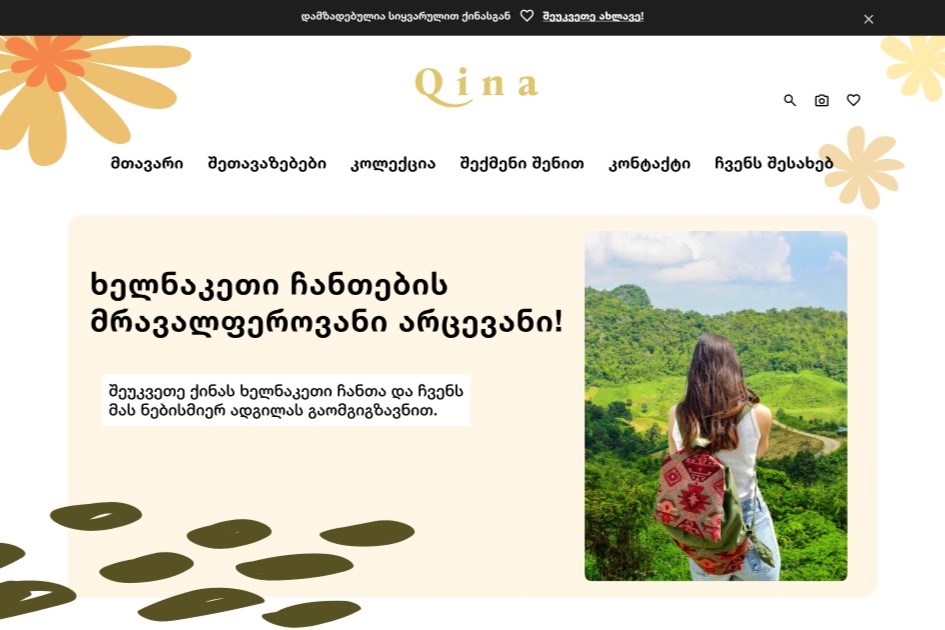 დამზადებულია სიყვარულით ქინასგან ♡ შეუკვეთე ახლავე!
Qina
მთავარი შეთავაზებები კოლექცია შექმენი შენით კონტაქტი ჩვენს შესახებ
ხელნაკეთი ჩანთების
მრავალფეროვანი არცევანი!
შეუკვეთე ქინას ხელნაკეთი ჩანთა და ჩვენს
მას ნებისმიერ ადგილას გაომგიგზავნით.